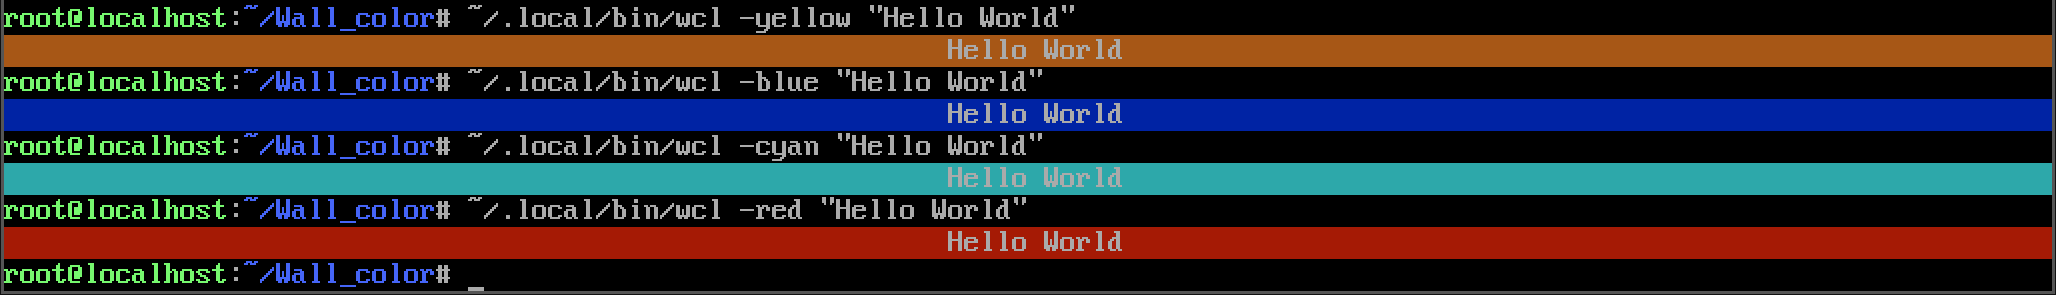 root@localhost:~/Wall_color# ~/.local/bin/wcl -yellow "Hello World"
Hello World
root@localhost:~/Wall_color# ~/.local/bin/wcl -blue "Hello World"
Hello World
root@localhost:~/Wall_color# ~/.local/bin/wcl -cyan "Hello World"
Hello World
root@localhost:~/Wall_color# ~/.local/bin/wcl -red "Hello World"
Hello World
root@localhost:~/Wall_color#